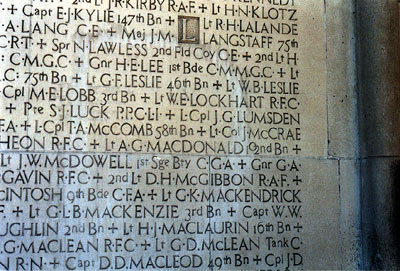 J.R. KIRBY R.A.F. + Lt H.N. KLOTZ
+ Capt E.J. KYLIE 147th Bn + Lt R.H. LALANDE
A. LANG C.E. + Maj J.M. LANGSTAFF 75th
C.R.T. + Spr N. LAWLESS 2nd Fld Coy C.E. + 2nd Lt H.
C.M.G.C. + Gnr H.E. LEE 1st Bde C.M.M.G.C. + Lt
C. 75th Bn + Lt G.F. LESLIE 46th Bn + Lt W.B. LESLIE
Cpl M.E. LOBB 3rd Bn + Lt W.E. LOCKHART R.F.C.
+ Pte S.J. LUCK P.P.C.L.I. + L-Cpl J.G. LUMSDEN
F.A. + L-Cpl T.A. McCOMB 58th Bn + Lt-Col J. McCRAE
HEON R.F.C. + Lt A.G. MACDONALD Bn +
Lt J.W. McDOWELL 1st Sge Bty C.G.A. + Gnr G.A.
GAVIN R.F.C. + 2nd Lt D.H. McGIBBON R.A.F. +
CINTOSH 9th Bde C.F.A. + Lt G.K. MACKENDRICK
F. + Lt G.L.B. MACKENZIE 3rd Bn + Capt W.W.
UGHLIN 2nd Bn + Lt H.J. MACLAURIN 16th Bn +
G. MACLEAN R.F.C. + Lt G.D. McLEAN Tank C.
R.N. + Capt D.D. MACLEOD 49th Bn + Cpl J.